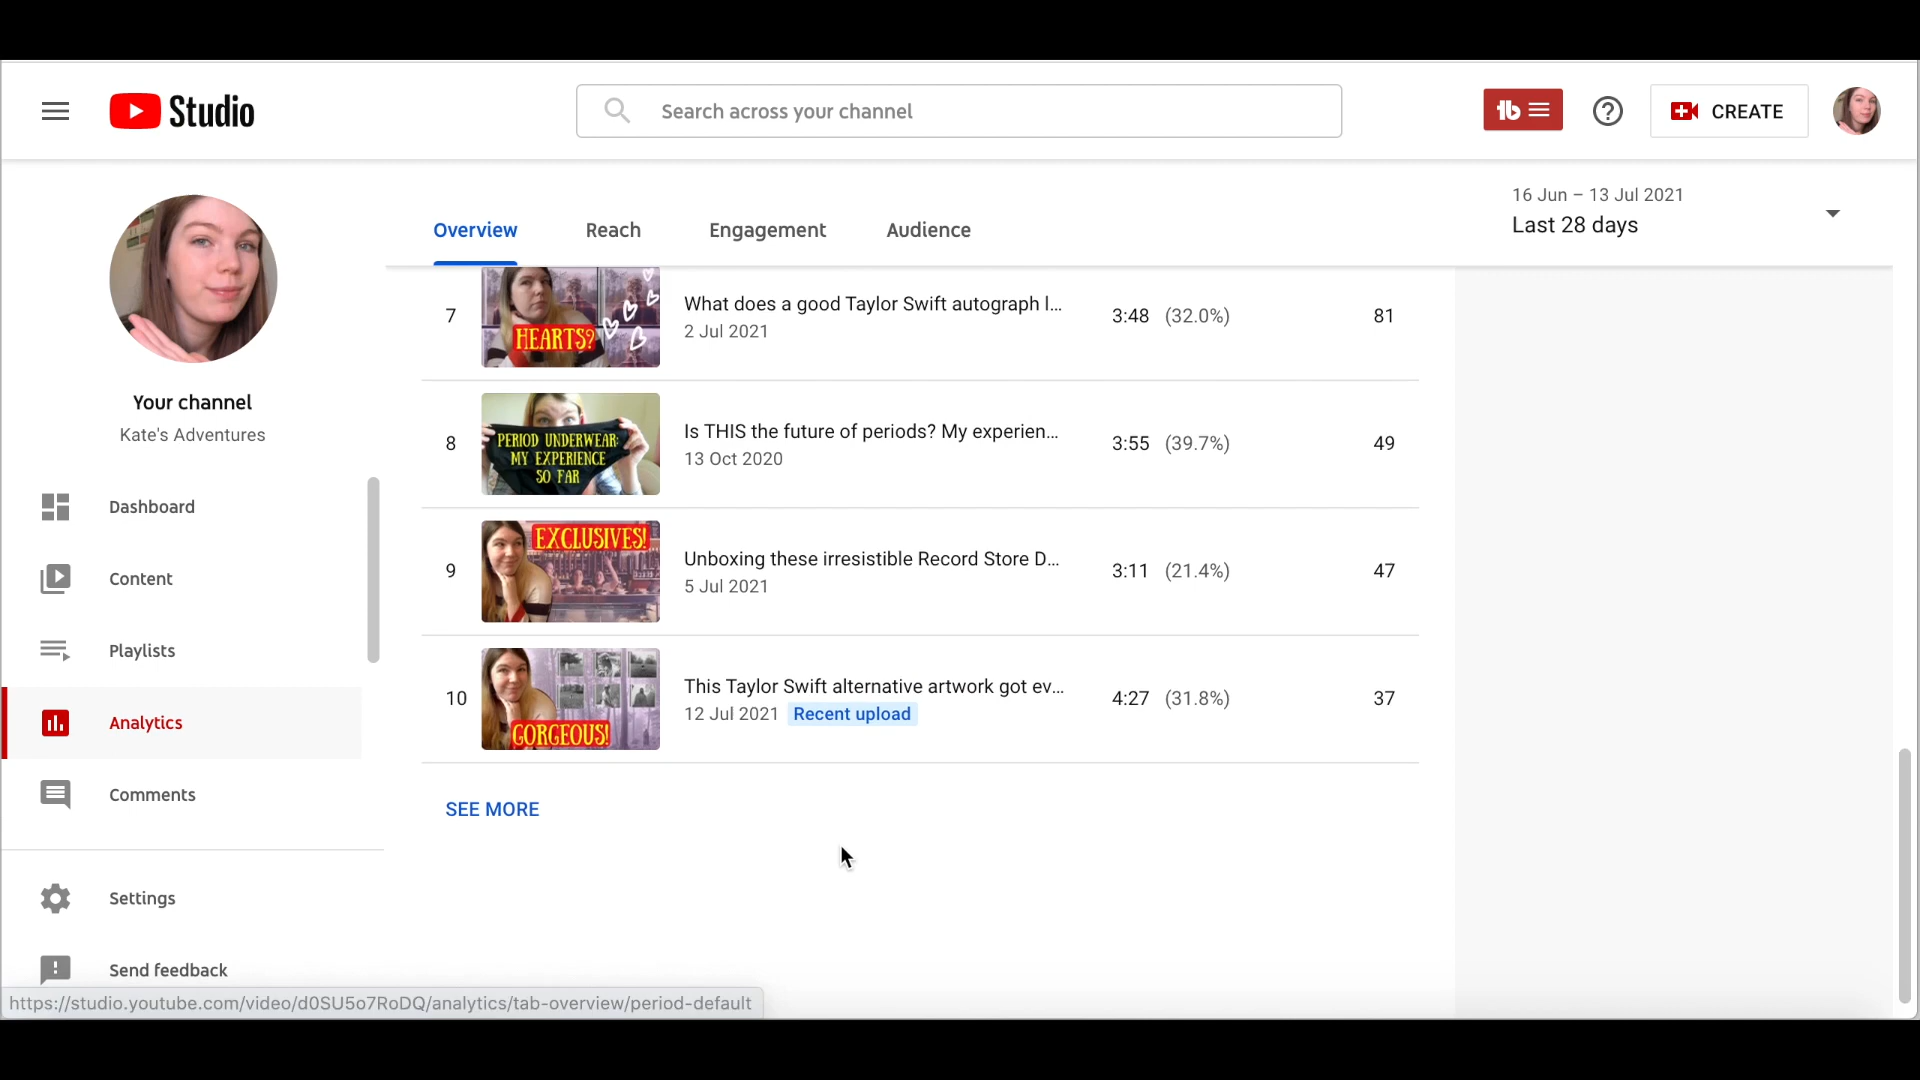 Studio
Search across your channel
CREATE
16 Jun – 13 Jul 2021
Last 28 days
Your channel
Kate's Adventures
Dashboard
Content
Playlists
Analytics
Comments
Settings
Send feedback
Overview
Reach
Engagement
Audience
7
HEARTS?
What does a good Taylor Swift autograph l...
2 Jul 2021
3:48 (32.0%)
81
8
PERIOD UNDERWEAR:
MY EXPERIENCE
SO FAR
Is THIS the future of periods? My experien...
13 Oct 2020
3:55 (39.7%)
49
9
EXCLUSIVES!
Unboxing these irresistible Record Store D...
5 Jul 2021
3:11 (21.4%)
47
10
GORGEOUS!
This Taylor Swift alternative artwork got ev...
12 Jul 2021 Recent upload
4:27 (31.8%)
37
SEE MORE
https://studio.youtube.com/video/d0SU5o7RoDQ/analytics/tab-overview/period-default